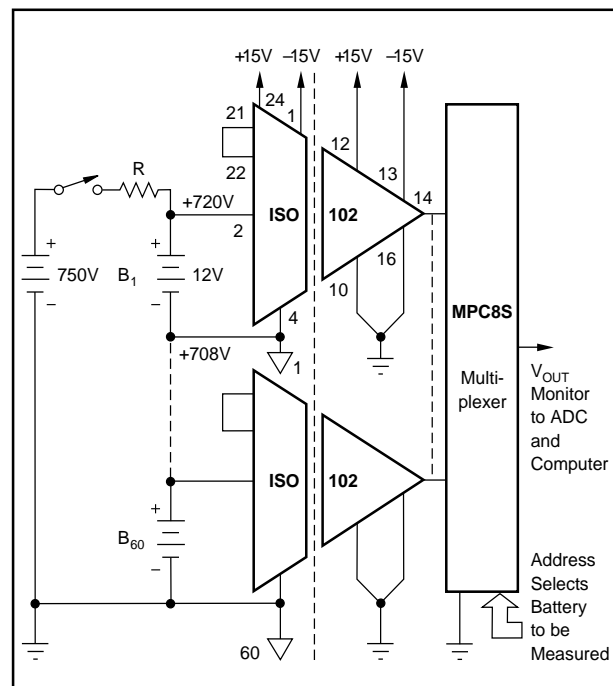 +15V –15V +15V –15V
24
21 1
12
22 13
R 14
+720V ISO 102
2
16
+ +
750V B1 12V
– –
10
4 MPC8S
+708V
1 Multi-
plexer
VOUT
Monitor
to ADC
and
Computer
ISO 102
+
B60
–
Address
Selects
Battery
to be
Measured
60